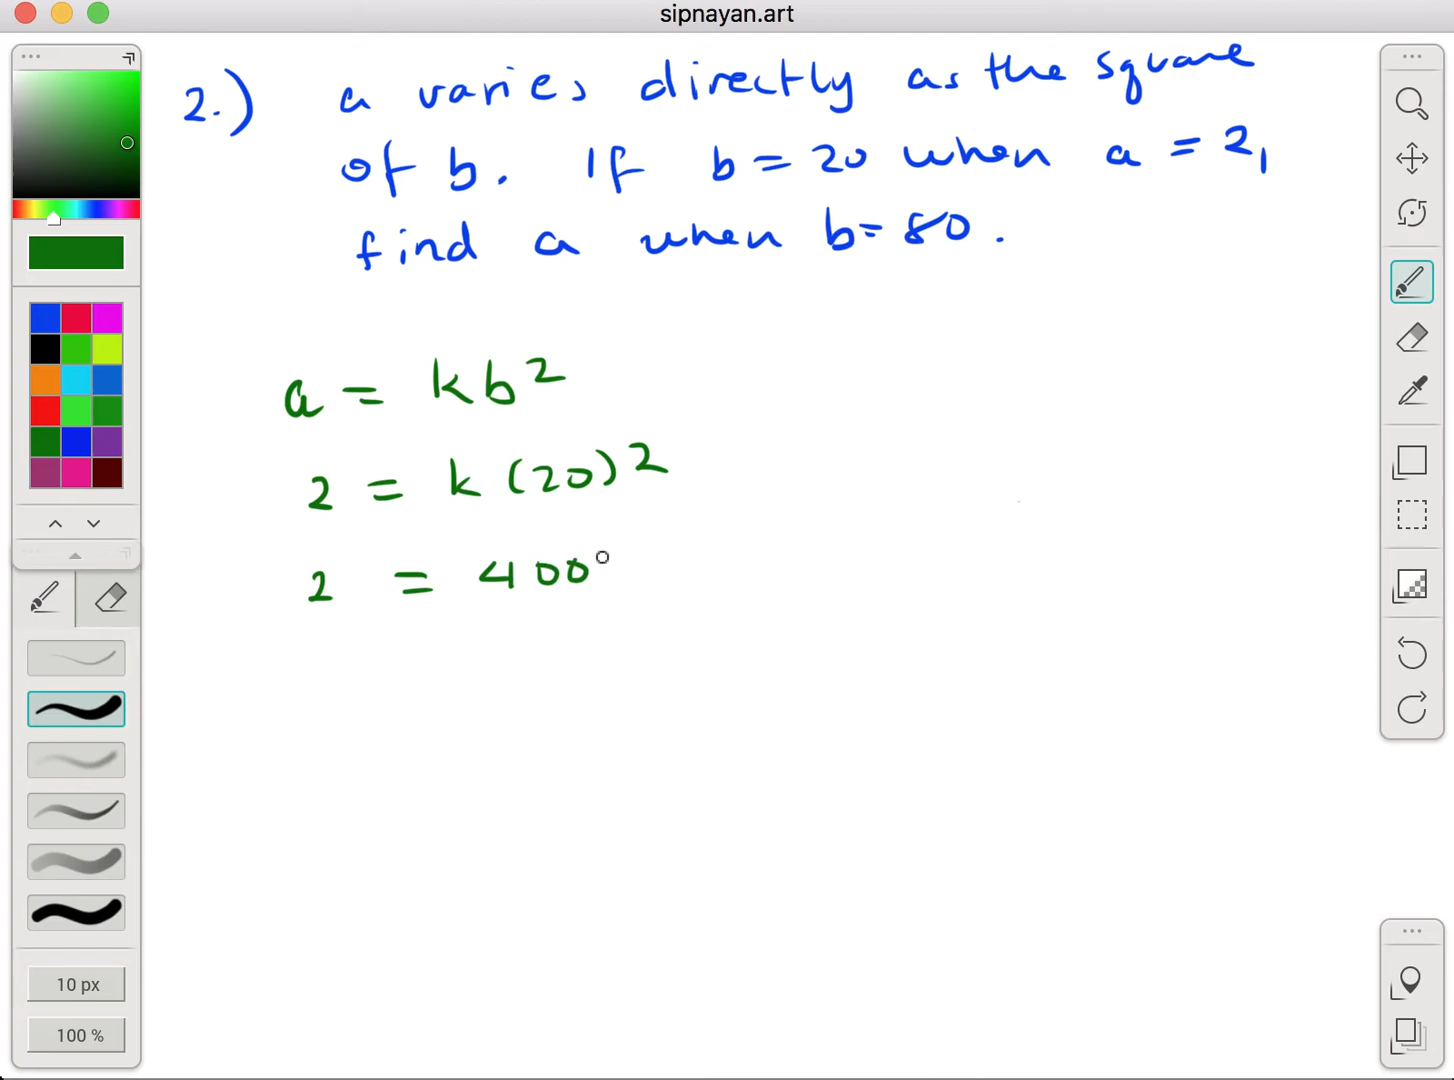 sipnayan.art
2.) a varies directly as the square
of b. If b = 20 when a = 2,
find a when b = 80.
a = kb²
2 = k (20)²
2 = 400
10 px
100 %